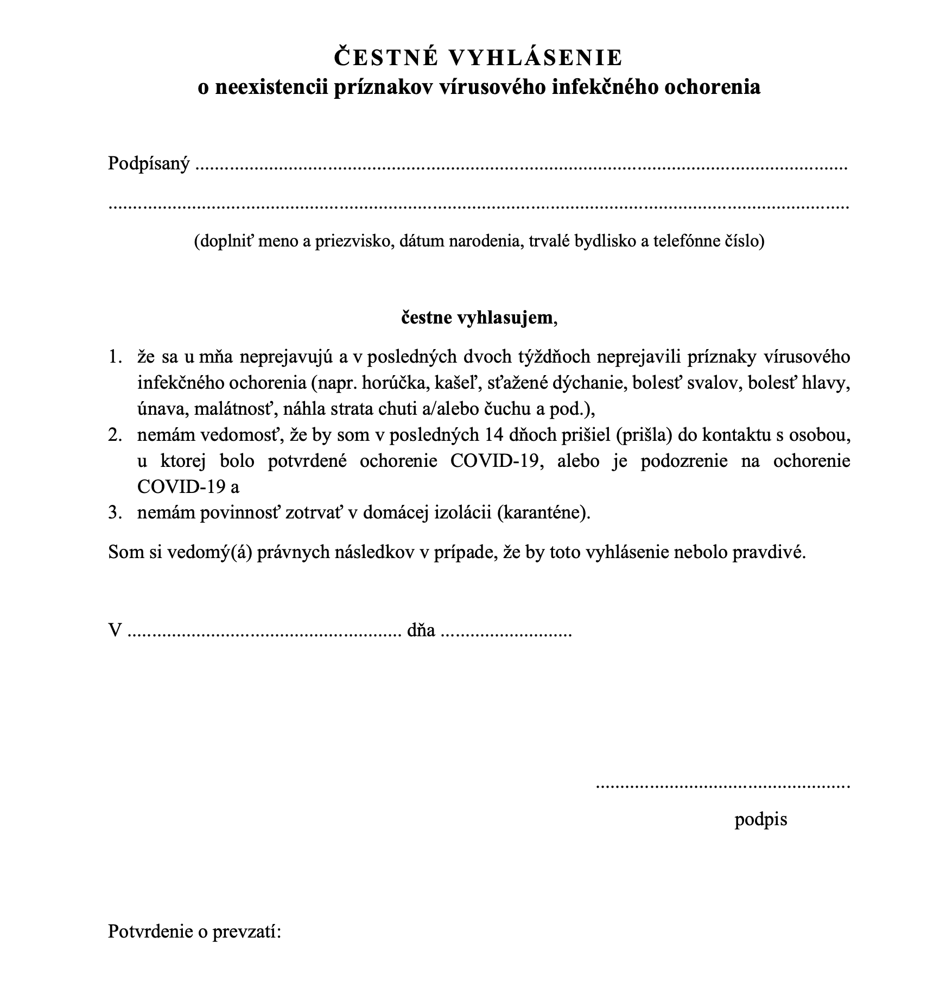 ČESTNÉ VYHLÁSENIE
o neexistencii príznakov vírusového infekčného ochorenia
Podpísaný ........................................................................................................................................
..........................................................................................................................................................
(doplniť meno a priezvisko, dátum narodenia, trvalé bydlisko a telefónne číslo)
čestne vyhlasujem,
1. že sa u mňa neprejavujú a v posledných dvoch týždňoch neprejavili príznaky vírusového
infekčného ochorenia (napr. horúčka, kašeľ, sťažené dýchanie, bolesť svalov, bolesť hlavy,
únava, malátnosť, náhla strata chuti a/alebo čuchu a pod.),
2. nemám vedomosť, že by som v posledných 14 dňoch prišiel (prišla) do kontaktu s osobou,
u ktorej bolo potvrdené ochorenie COVID-19, alebo je podozrenie na ochorenie
COVID-19 a
3. nemám povinnosť zotrvať v domácej izolácii (karanténe).
Som si vedomý(á) právnych následkov v prípade, že by toto vyhlásenie nebolo pravdivé.
V ........................................................ dňa ...........................
....................................................
podpis
Potvrdenie o prevzatí: